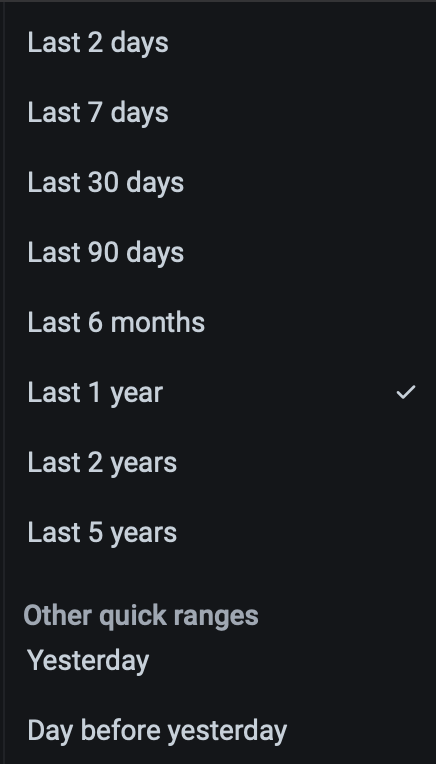 Last 2 days
Last 7 days
Last 30 days
Last 90 days
Last 6 months
Last 1 year
Last 2 years
Last 5 years
Other quick ranges
Yesterday
Day before yesterday